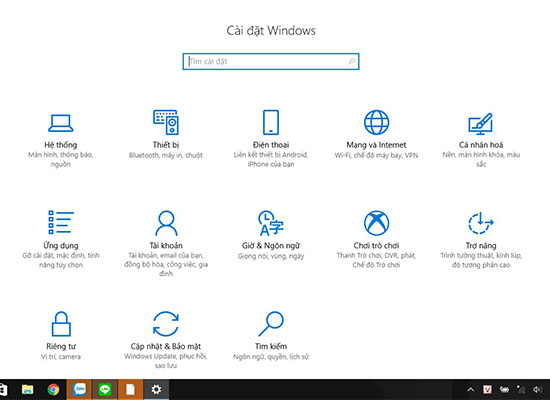 Cài đặt Windows
Tìm cài đặt
Hệ thống
Màn hình, thông báo,
nguồn
Thiết bị
Bluetooth, máy in, chuột
Điện thoại
Liên kết thiết bị Android,
iPhone của bạn
Mạng và Internet
Wi-Fi, chế độ máy bay, VPN
Cá nhân hoá
Nền, màn hình khóa, màu
sắc
Ứng dụng
Gỡ cài đặt, mặc định, tính
năng tùy chọn
Tài khoản
Tài khoản, email của bạn,
đồng bộ hóa, công việc, gia
đình
Giờ & Ngôn ngữ
Giọng nói, vùng, ngày
Chơi trò chơi
Thanh Trò chơi, DVR, phát,
Chế độ Trò chơi
Trợ năng
Trình tường thuật, kính lúp,
độ tương phản cao
Riêng tư
Vị trí, camera
Cập nhật & Bảo mật
Windows Update, phục hồi,
sao lưu
Tìm kiếm
Ngôn ngữ, quyền, lịch sử
Zalo
LINE
V